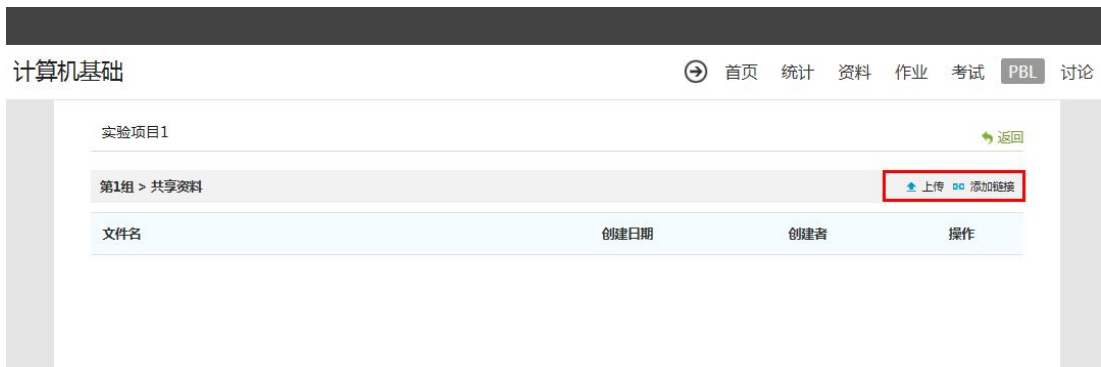 计算机基础 首页 统计 资料 作业 考试 PBL 讨论
实验项目1 返回
第1组 > 共享资料 上传 添加链接
文件名 创建日期 创建者 操作